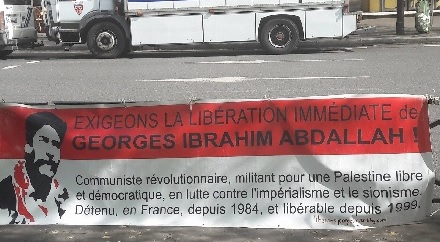 EXIGEONS LA LIBÉRATION IMMÉDIATE de
GEORGES IBRAHIM ABDALLAH !
Communiste révolutionnaire, militant pour une Palestine libre
et démocratique, en lutte contre l'impérialisme et le sionisme.
Détenu, en France, depuis 1984, et libérable depuis 1999.